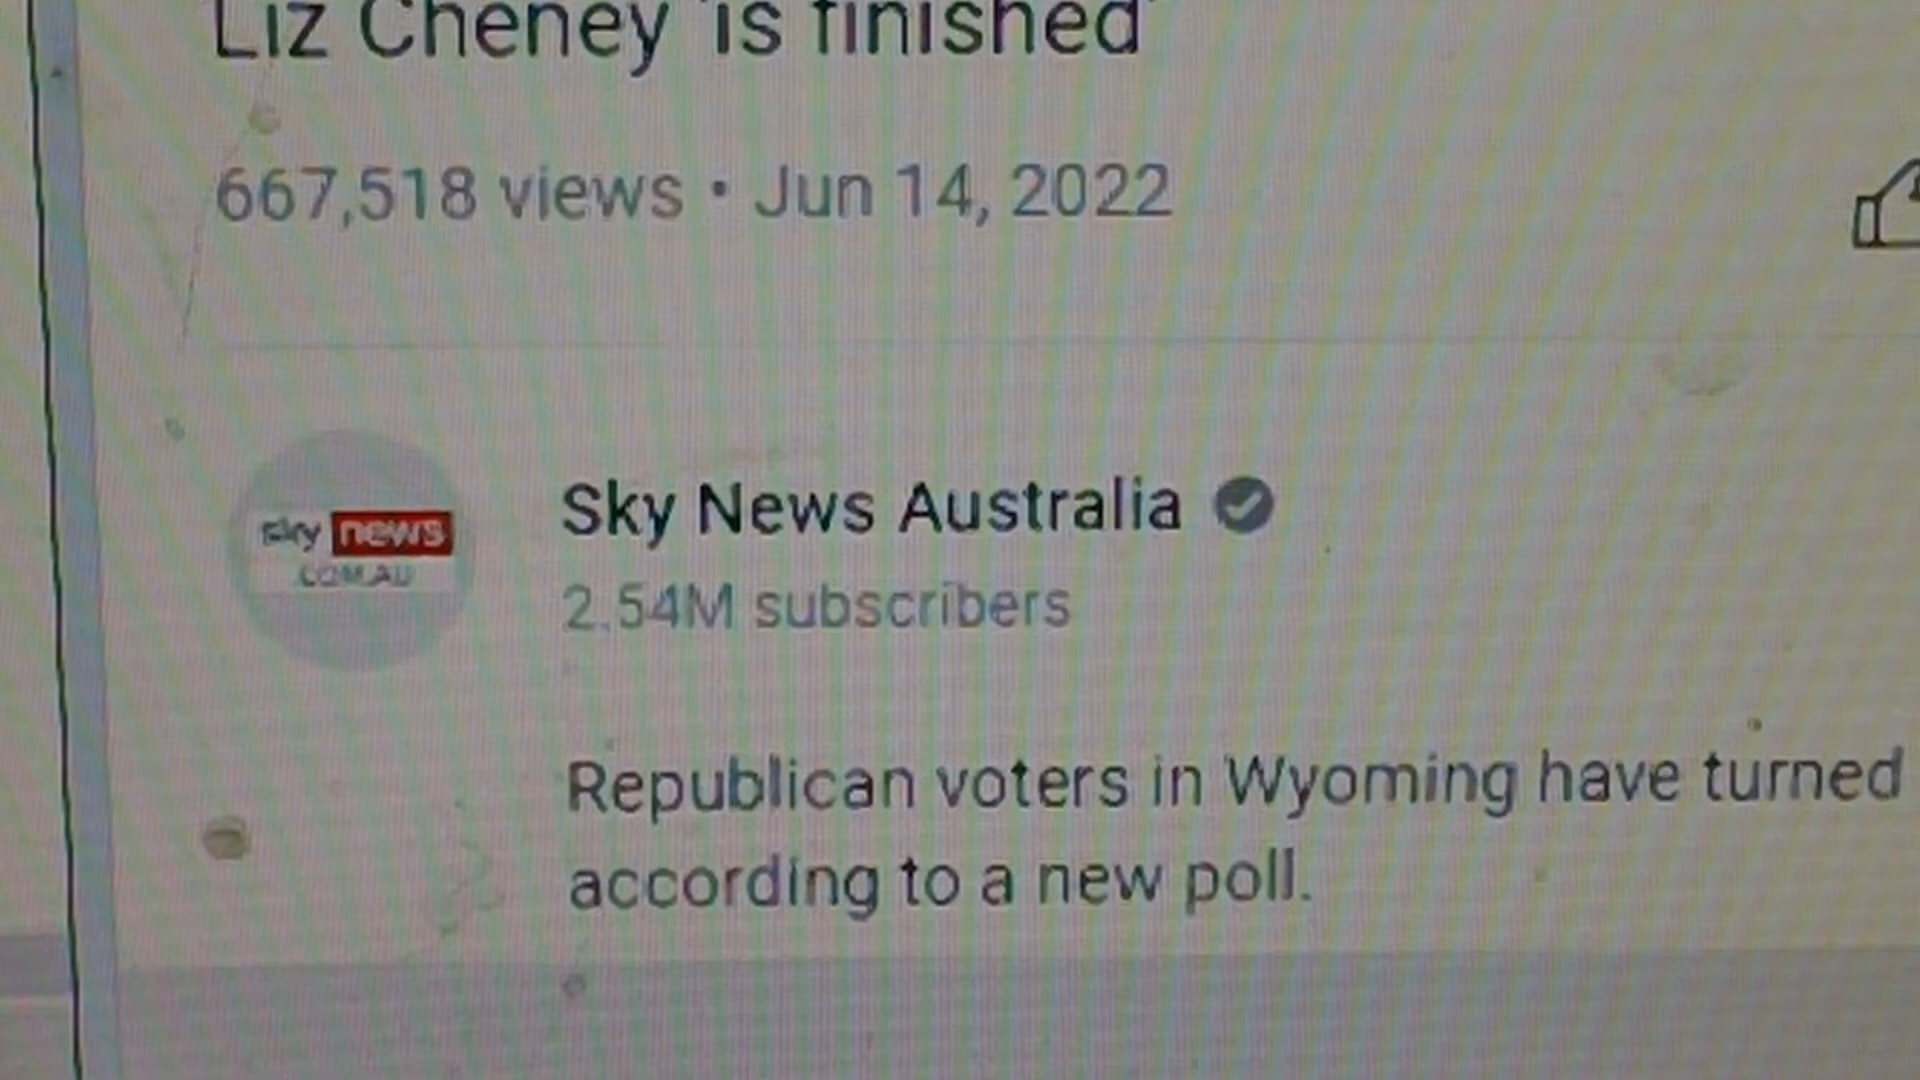 Liz Cheney 'is finished'
667,518 views • Jun 14, 2022
sky news
.COM.AU
Sky News Australia
2.54M subscribers
Republican voters in Wyoming have turned
according to a new poll.